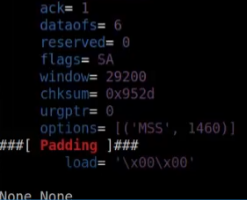 ack= 1
dataofs= 6
reserved= 0
flags= SA
window= 29200
chksum= 0x952d
urgptr= 0
options= [('MSS', 1460)]
###[ Padding ]###
load= '\x00\x00'
None None